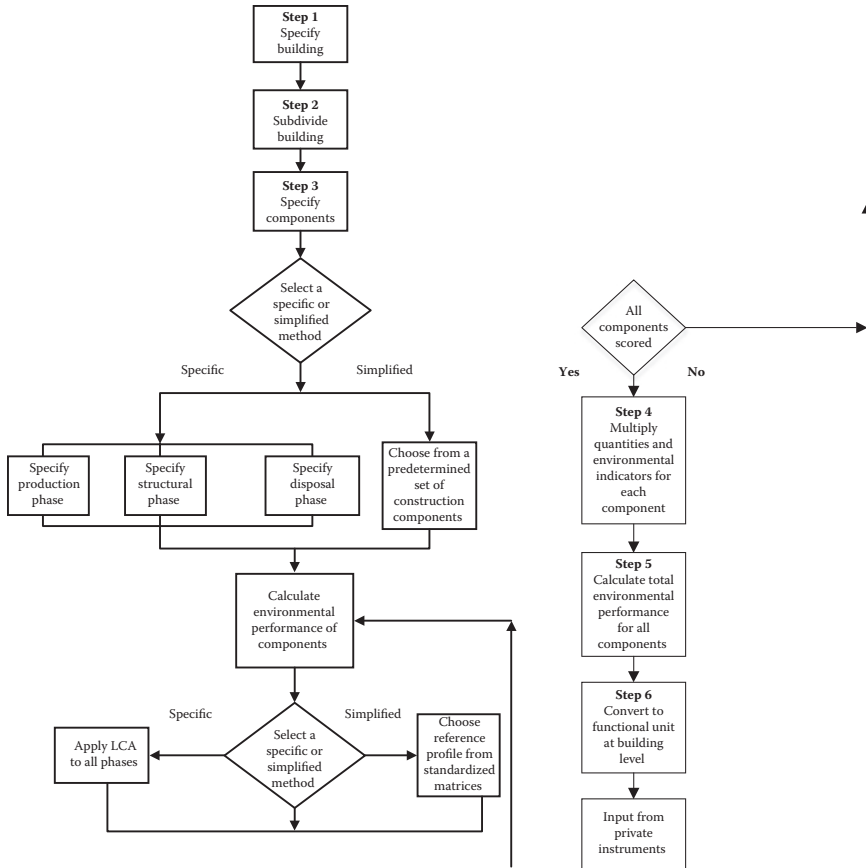 Step 1
Specify
building
Step 2
Subdivide
building
Step 3
Specify
components
Select a
specific or
simplified
method
Specific
Simplified
Specify
production
phase
Specify
structural
phase
Specify
disposal
phase
Choose from a
predetermined
set of
construction
components
Calculate
environmental
performance of
components
Specific
Simplified
Apply LCA
to all phases
Select a
specific or
simplified
method
Choose
reference
profile from
standardized
matrices
All
components
scored
Yes
No
Step 4
Multiply
quantities and
environmental
indicators for
each
component
Step 5
Calculate total
environmental
performance
for all
components
Step 6
Convert to
functional unit
at building
level
Input from
private
instruments